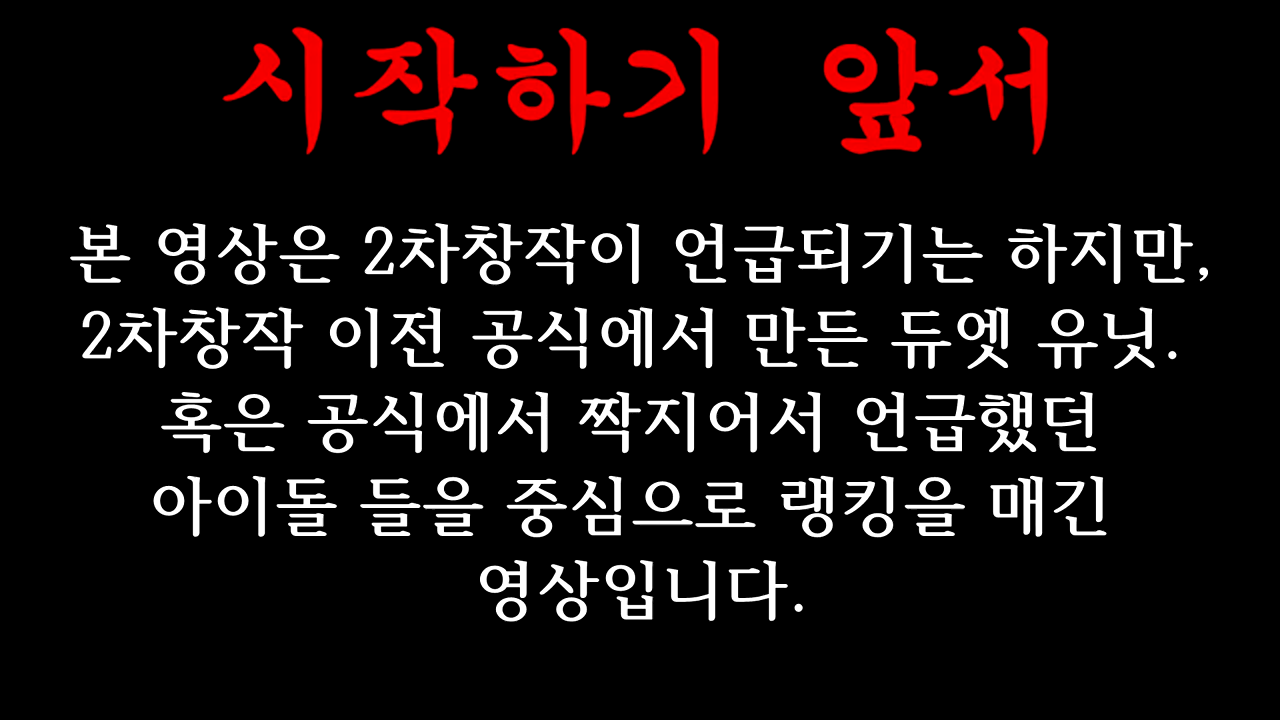 시작하기 앞서
본 영상은 2차창작이 언급되기는 하지만,
2차창작 이전 공식에서 만든 듀엣 유닛.
혹은 공식에서 짝지어서 언급했던
아이돌 들을 중심으로 랭킹을 매긴
영상입니다.